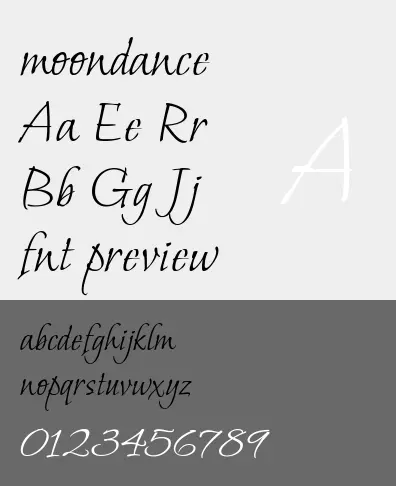 moondance
Aa Ee Rr
A
Bb Gg Jj
fnt preview
abcdefghijklm
nopqrstuvwxyz
0123456789